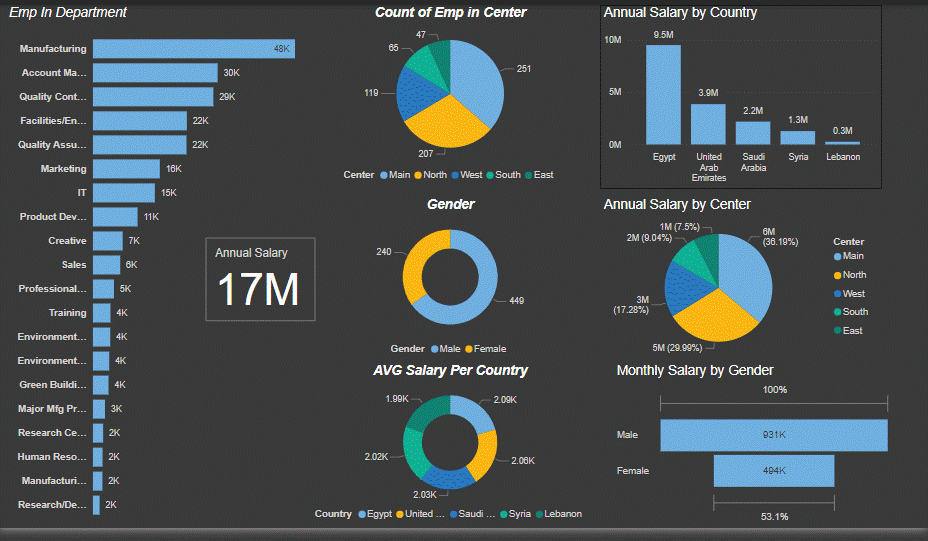 Emp In Department
Manufacturing 48K
Account Ma... 30K
Quality Cont... 29K
Facilities/En... 22K
Quality Assu... 22K
Marketing 16K
IT 15K
Product Dev... 11K
Creative 7K
Sales 6K
Professional... 5K
Training 4K
Environment... 4K
Environment... 4K
Green Buildi... 4K
Major Mfg Pr... 3K
Research Ce... 2K
Human Reso... 2K
Manufacturi... 2K
Research/De... 2K
Annual Salary
17M
Count of Emp in Center
47
65
251
119
207
Center Main North West South East
Gender
240
449
Gender Male Female
AVG Salary Per Country
1.99K
2.09K
2.02K
2.06K
2.03K
Country Egypt United ... Saudi ... Syria Lebanon
Annual Salary by Country
10M
5M
0M
9.5M
3.9M
2.2M
1.3M
0.3M
Egypt
United
Arab
Emirates
Saudi
Arabia
Syria
Lebanon
Annual Salary by Center
1M (7.5%)
2M (9.04%)
6M
(36.19%)
3M
(17.28%)
5M (29.99%)
Center
Main
North
West
South
East
Monthly Salary by Gender
100%
Male 931K
Female 494K
53.1%